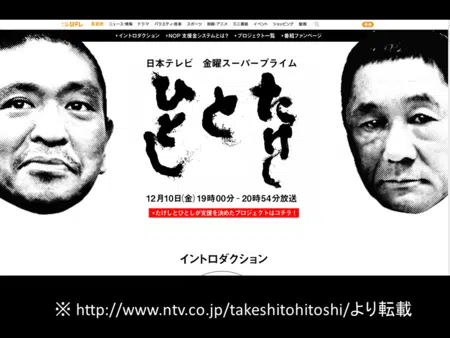 日テレ
•イントロダクション •NOP 支援金システムとは? •プロジェクト一覧 •番組ファンページ
日本テレビ 金曜スーパープライム
たけし
と
ひとし
12月10日(金)19時00分-20時54分放送
•たけしとひとしが支援を決めたプロジェクトはコチラ!
イントロダクション
※ http://www.ntv.co.jp/takeshitohitoshi/より転載